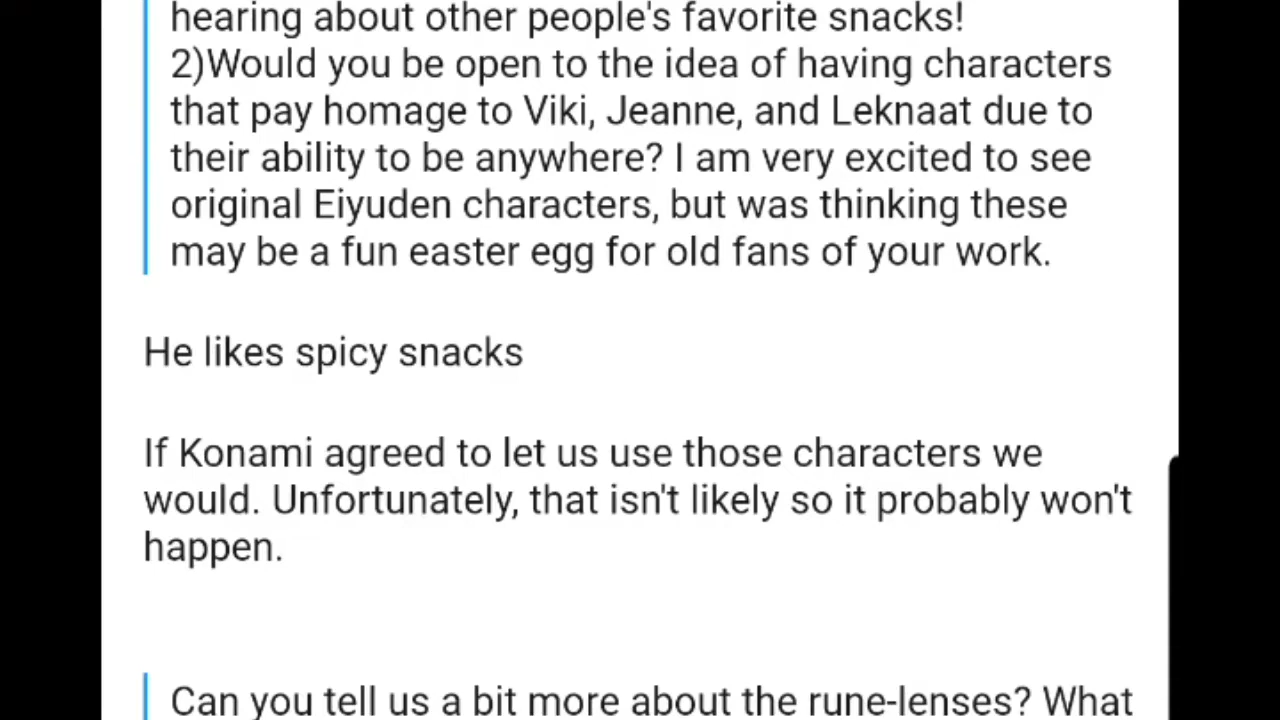 hearing about other people's favorite snacks!
2)Would you be open to the idea of having characters
that pay homage to Viki, Jeanne, and Leknaat due to
their ability to be anywhere? I am very excited to see
original Eiyuden characters, but was thinking these
may be a fun easter egg for old fans of your work.
He likes spicy snacks
If Konami agreed to let us use those characters we
would. Unfortunately, that isn't likely so it probably won't
happen.
Can you tell us a bit more about the rune-lenses? What